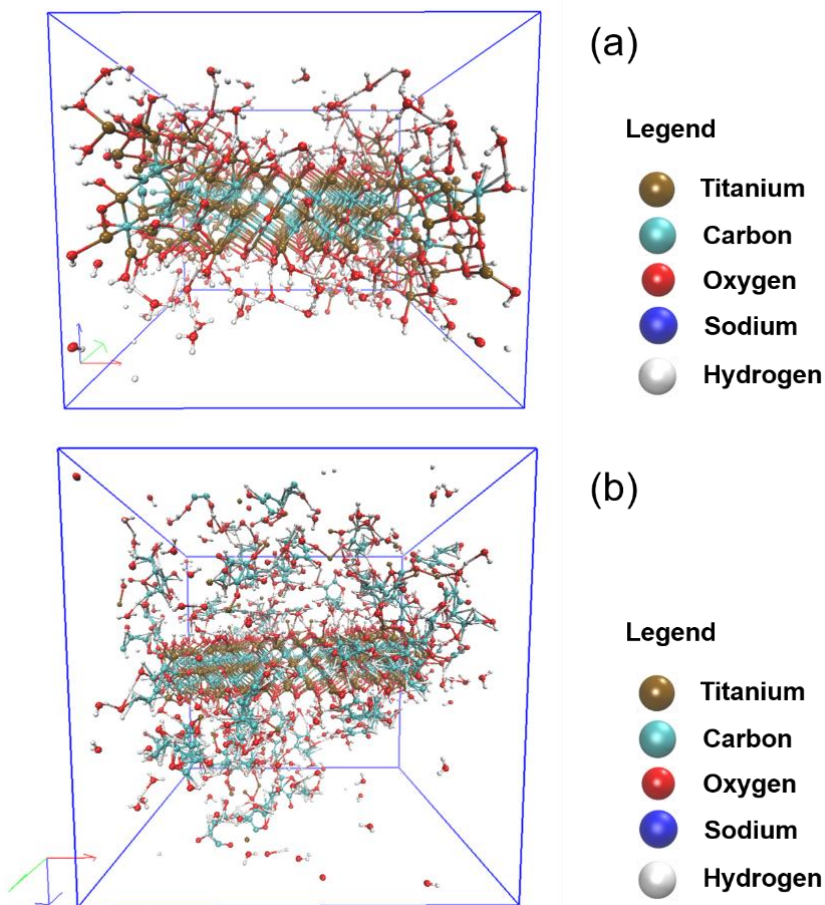 (a)
Legend
Titanium
Carbon
Oxygen
Sodium
Hydrogen
(b)
Legend
Titanium
Carbon
Oxygen
Sodium
Hydrogen